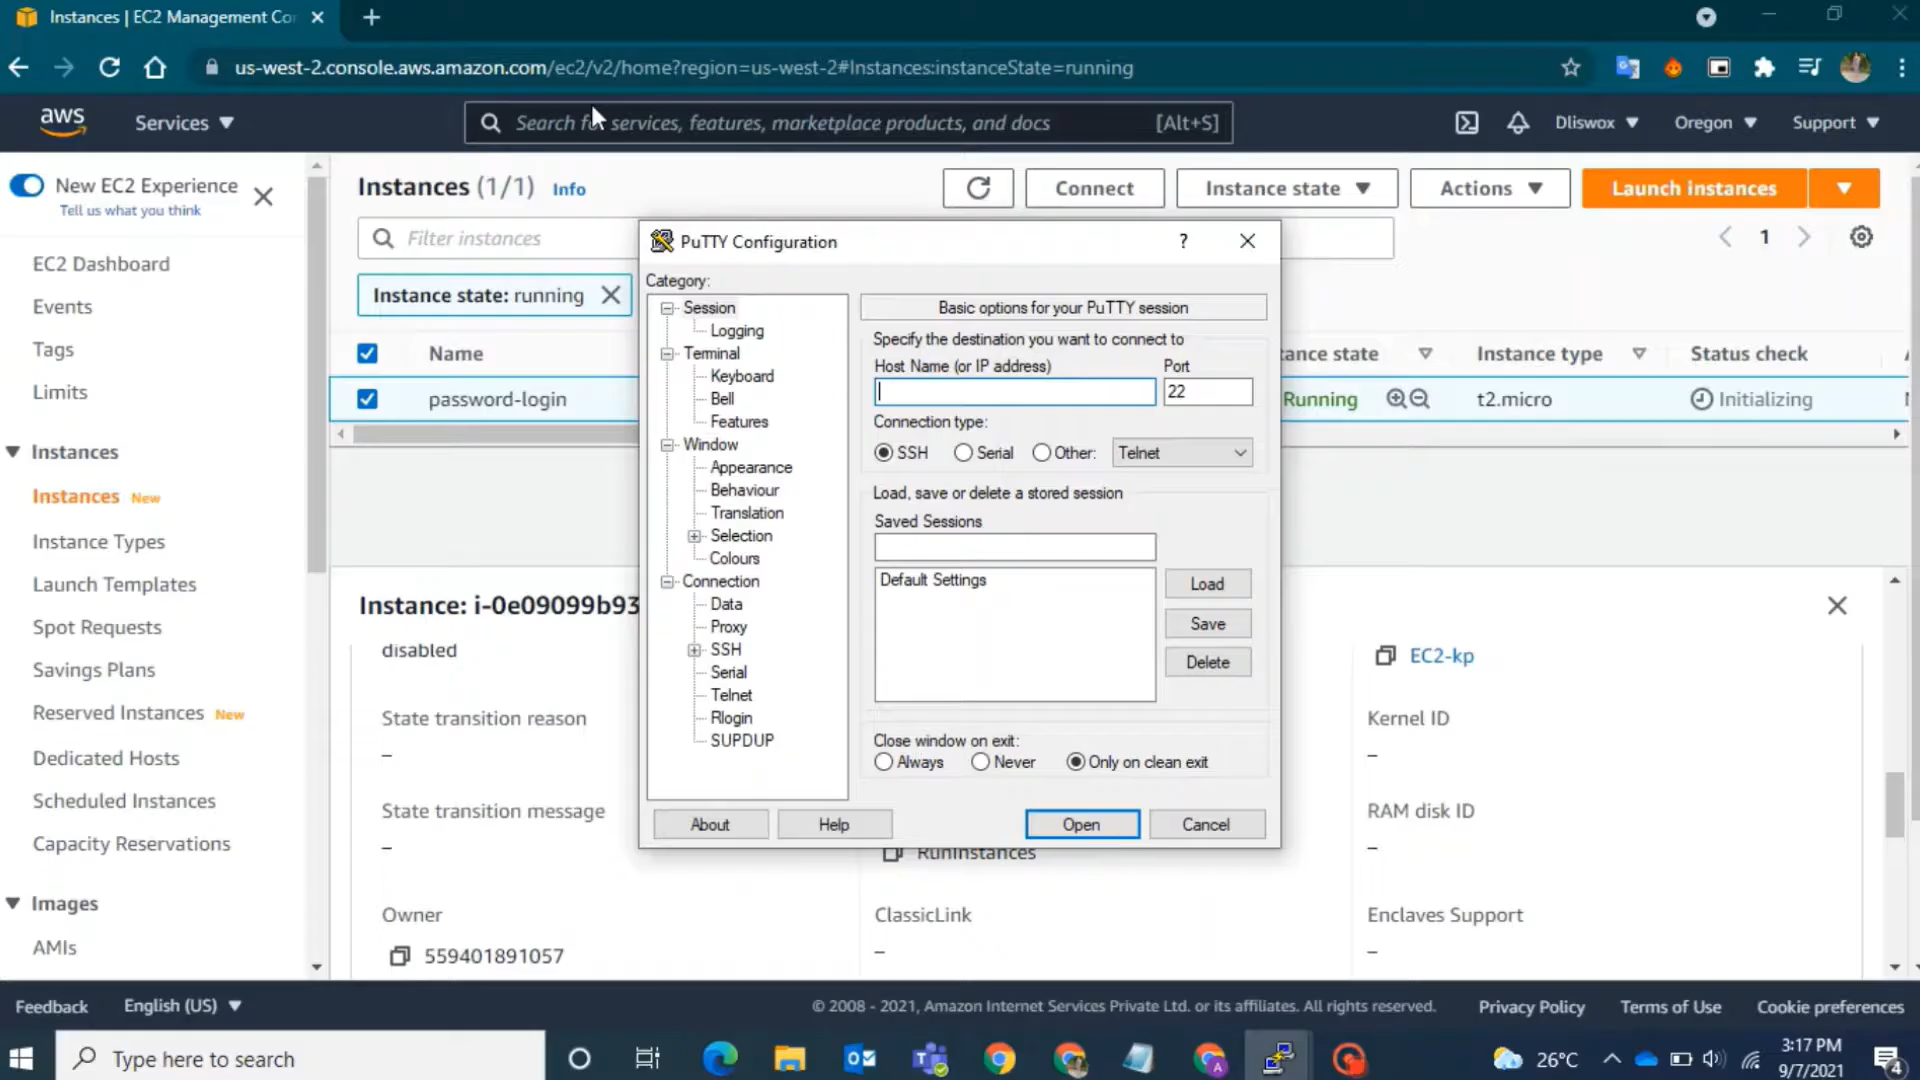 Instances | EC2 Management Co
us-west-2.console.aws.amazon.com/ec2/v2/home?region=us-west-2#Instances:instanceState=running
aws
Services
Search for services, features, marketplace products, and docs
[Alt+S]
Dliswox
Oregon
Support
New EC2 Experience
Tell us what you think
EC2 Dashboard
Events
Tags
Limits
Instances
Instances New
Instance Types
Launch Templates
Spot Requests
Savings Plans
Reserved Instances New
Dedicated Hosts
Scheduled Instances
Capacity Reservations
Images
AMIs
Instances (1/1) Info
Connect
Instance state
Actions
Launch instances
Filter instances
1
Instance state: running
Name
tance state
Instance type
Status check
password-login
Running
t2.micro
Initializing
Instance: i-0e09099b93
disabled
EC2-kp
State transition reason
–
Kernel ID
–
State transition message
–
RAM disk ID
–
RunInstances
Owner
559401891057
ClassicLink
–
Enclaves Support
–
PuTTY Configuration
?
Category:
Session
Logging
Terminal
Keyboard
Bell
Features
Window
Appearance
Behaviour
Translation
Selection
Colours
Connection
Data
Proxy
SSH
Serial
Telnet
Rlogin
SUPDUP
Basic options for your PuTTY session
Specify the destination you want to connect to
Host Name (or IP address)
Port
22
Connection type:
SSH
Serial
Other:
Telnet
Load, save or delete a stored session
Saved Sessions
Default Settings
Load
Save
Delete
Close window on exit:
Always
Never
Only on clean exit
About
Help
Open
Cancel
Feedback
English (US)
© 2008 - 2021, Amazon Internet Services Private Ltd. or its affiliates. All rights reserved.
Privacy Policy
Terms of Use
Cookie preferences
Type here to search
26°C
3:17 PM
9/7/2021
4